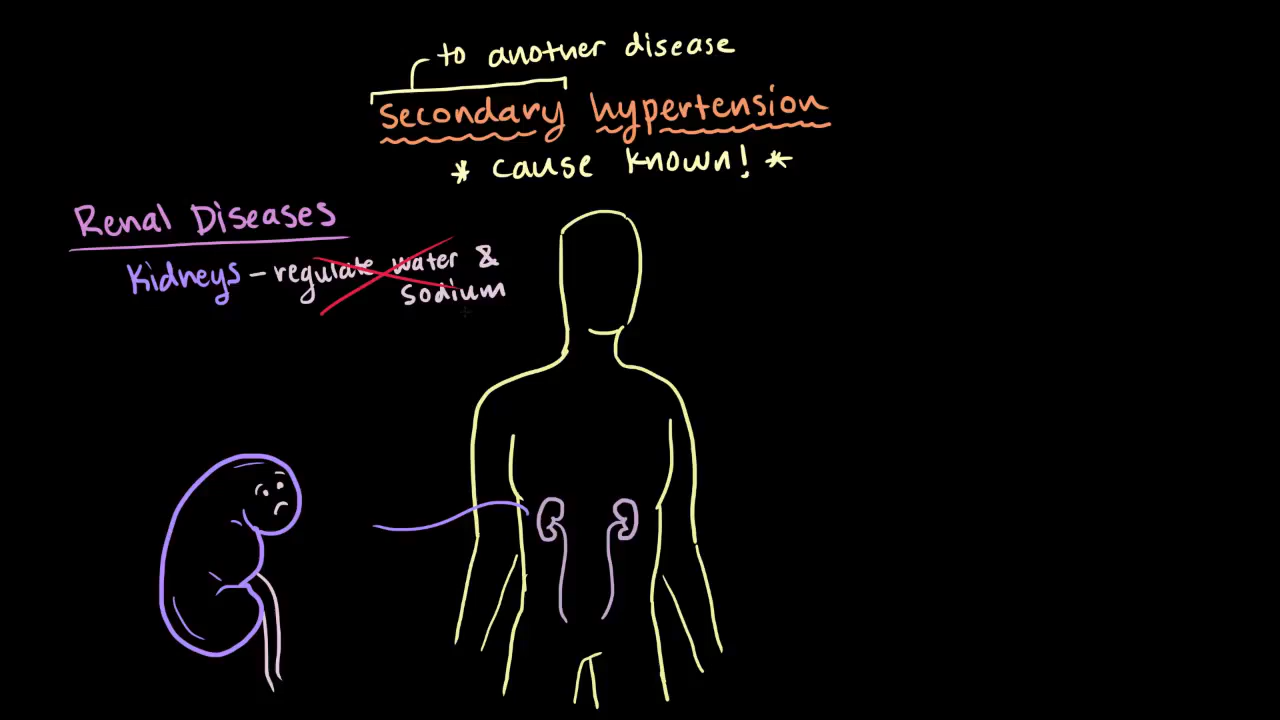 to another disease
secondary hypertension
* cause known! *
Renal Diseases
Kidneys - regulate water &
sodium